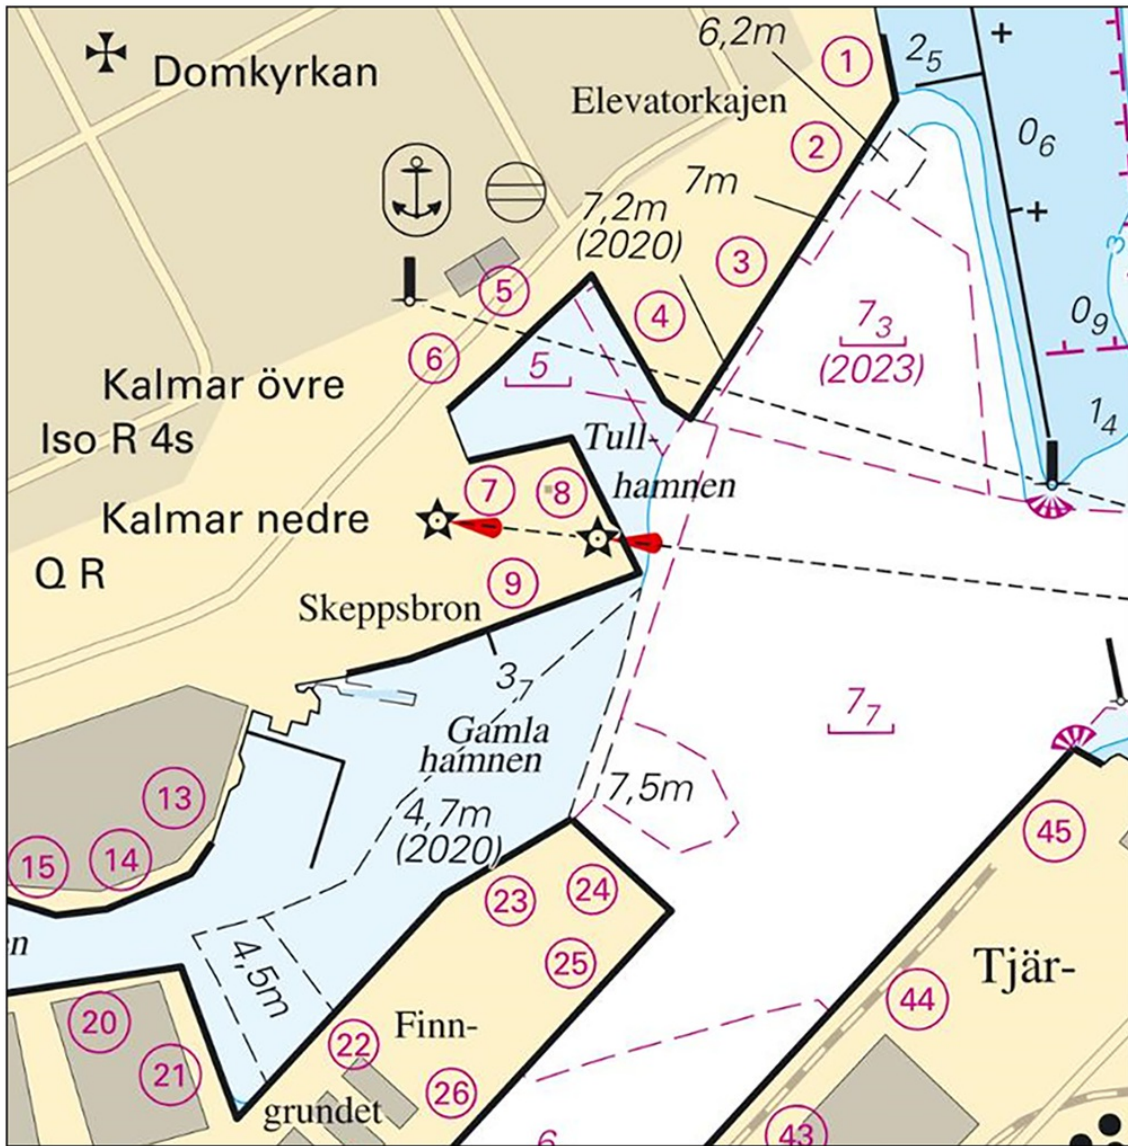 6,2m
1
2₅
Domkyrkan
Elevatorkajen
2
0₆
7m
7,2m
(2020)
3
3
5
4
7₃
(2023)
0₉
6
5
Kalmar övre
Iso R 4s
1₄
Tull-
hamnen
7
8
Kalmar nedre
Q R
9
Skeppsbron
3₇
7₇
Gamla
hamnen
7,5m
13
4,7m
(2020)
45
15
14
23
24
n
25
4,5m
Tjär-
44
20
Finn-
22
21
26
grundet
43
6